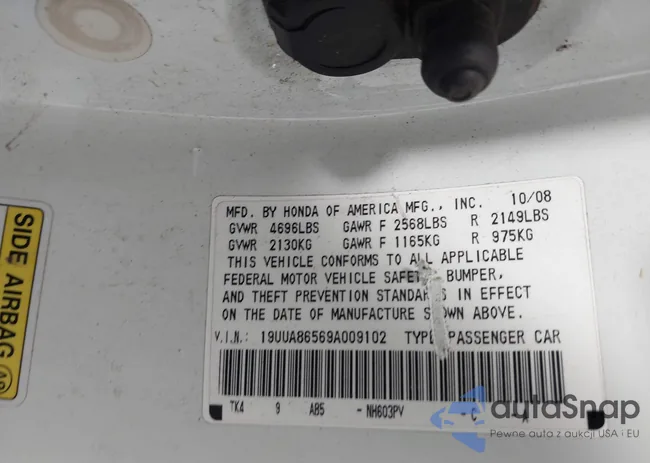 MFD. BY HONDA OF AMERICA MFG., INC. 10/08
GVWR 4696LBS GAWR F 2568LBS R 2149LBS
GVWR 2130KG GAWR F 1165KG R 975KG
THIS VEHICLE CONFORMS TO ALL APPLICABLE
FEDERAL MOTOR VEHICLE SAFETY, BUMPER,
AND THEFT PREVENTION STANDARDS IN EFFECT
ON THE DATE OF MANUFACTURE SHOWN ABOVE.
V.I.N.: 19UUA86569A009102 TYPE: PASSENGER CAR
TK4 9 AB5 -NH603PV -C A
SIDE AIRBAG
autoSnap
Pewne auta z aukcji USA i EU